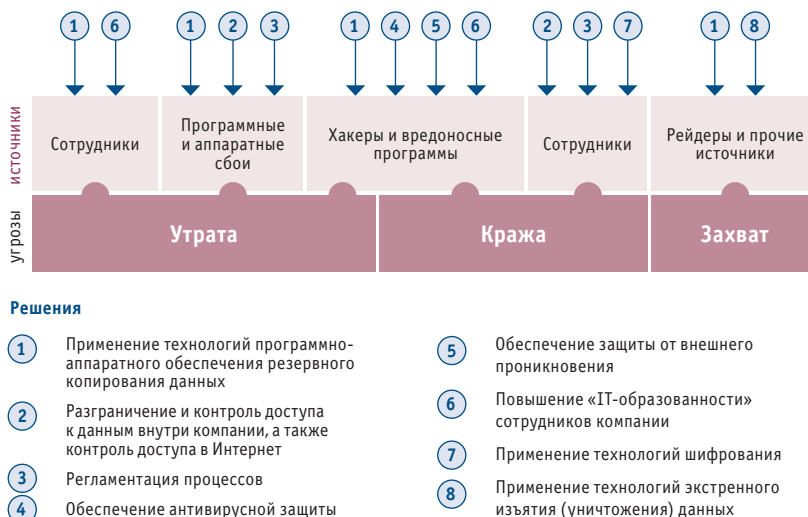 1 6 1 2 3 1 4 5 6 2 3 7 1 8
источники
Сотрудники
Программные
и аппаратные
сбои
Хакеры и вредоносные
программы
Сотрудники
Рейдеры и прочие
источники
угрозы
Утрата
Кража
Захват
Решения
1 Применение технологий программно-
аппаратного обеспечения резервного
копирования данных
2 Разграничение и контроль доступа
к данным внутри компании, а также
контроль доступа в Интернет
3 Регламентация процессов
4 Обеспечение антивирусной защиты
5 Обеспечение защиты от внешнего
проникновения
6 Повышение «IT-образованности»
сотрудников компании
7 Применение технологий шифрования
8 Применение технологий экстренного
изъятия (уничтожения) данных